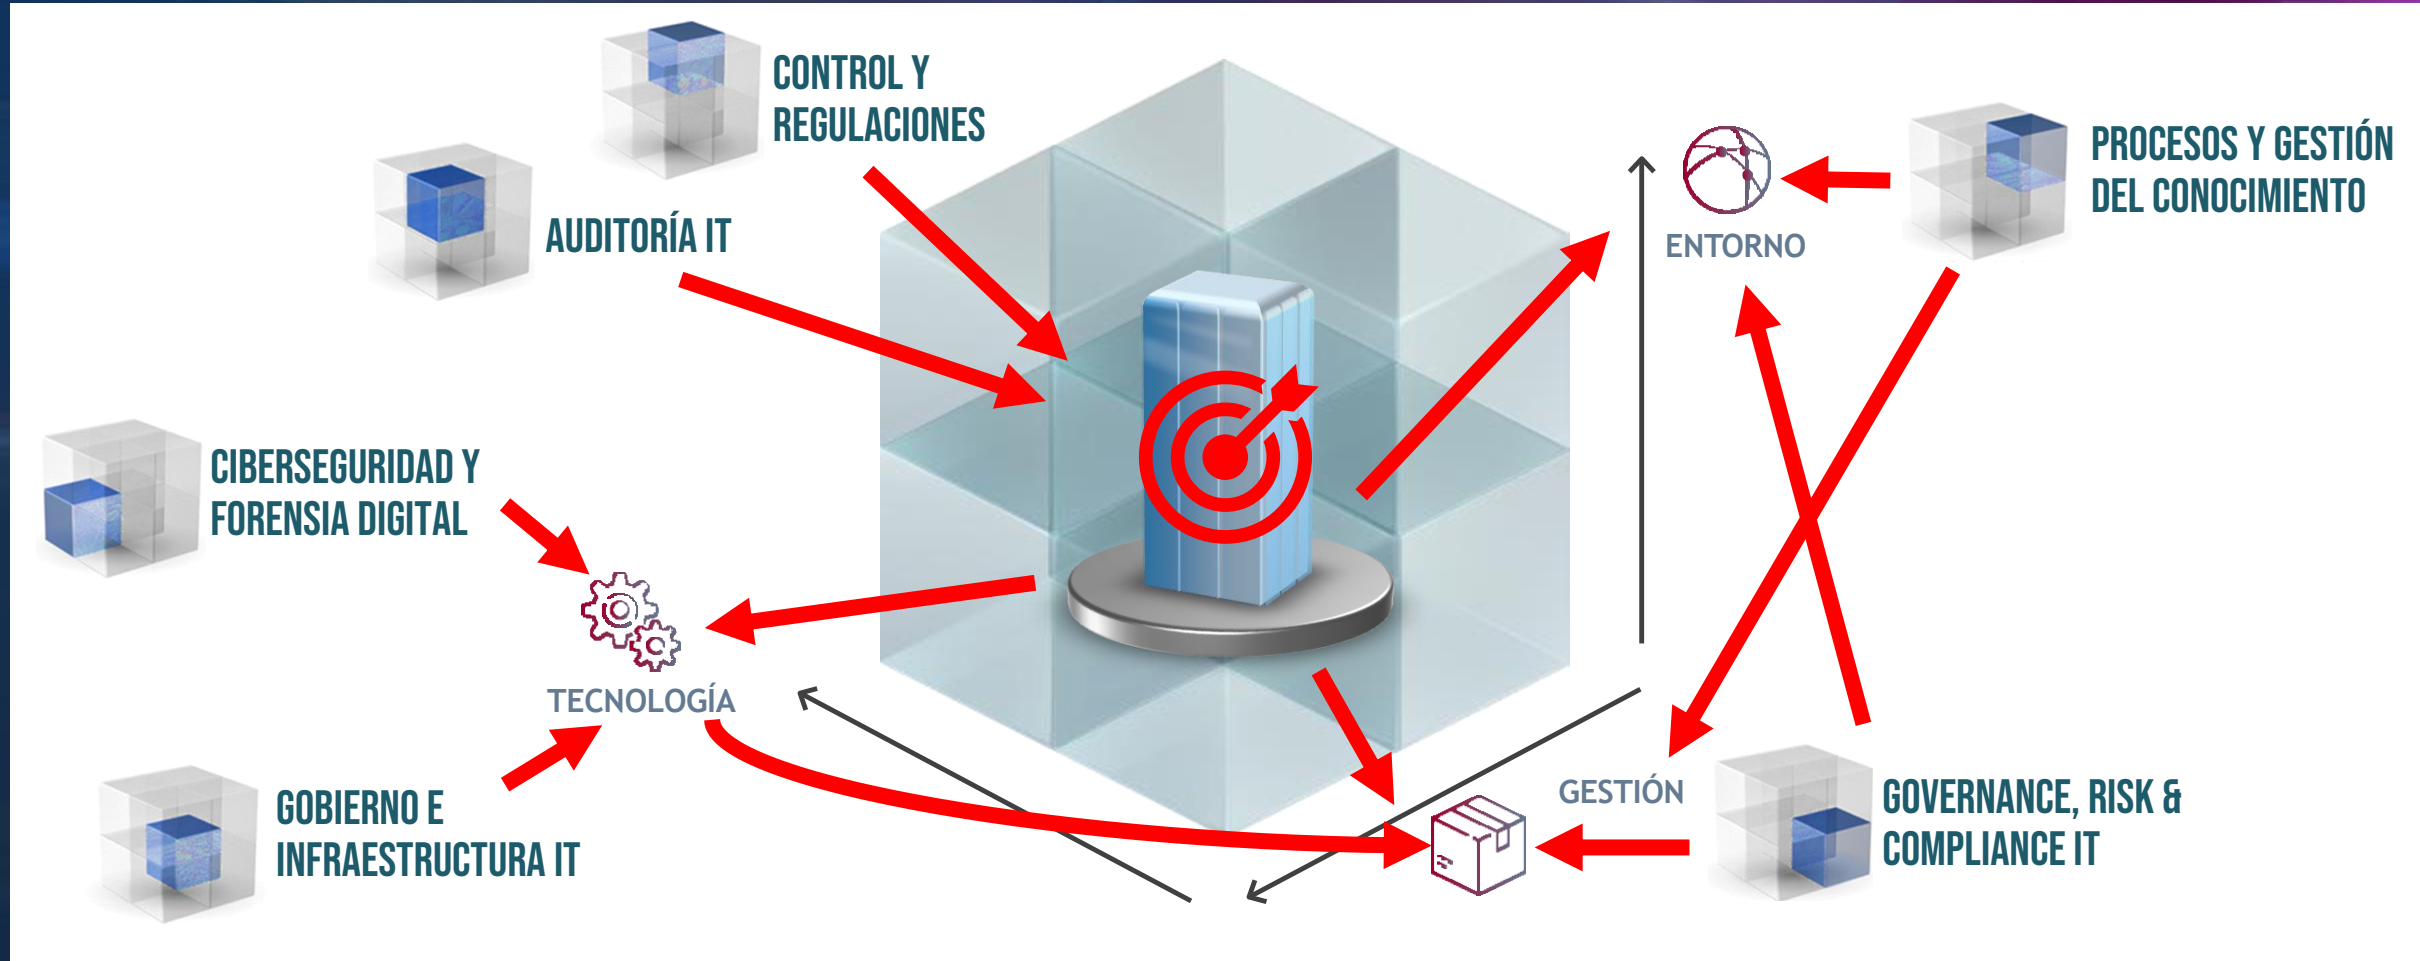 CONTROL Y
REGULACIONES
AUDITORÍA IT
CIBERSEGURIDAD Y
FORENSIA DIGITAL
TECNOLOGÍA
GOBIERNO E
INFRAESTRUCTURA IT
ENTORNO
PROCESOS Y GESTIÓN
DEL CONOCIMIENTO
GESTIÓN
GOVERNANCE, RISK &
COMPLIANCE IT